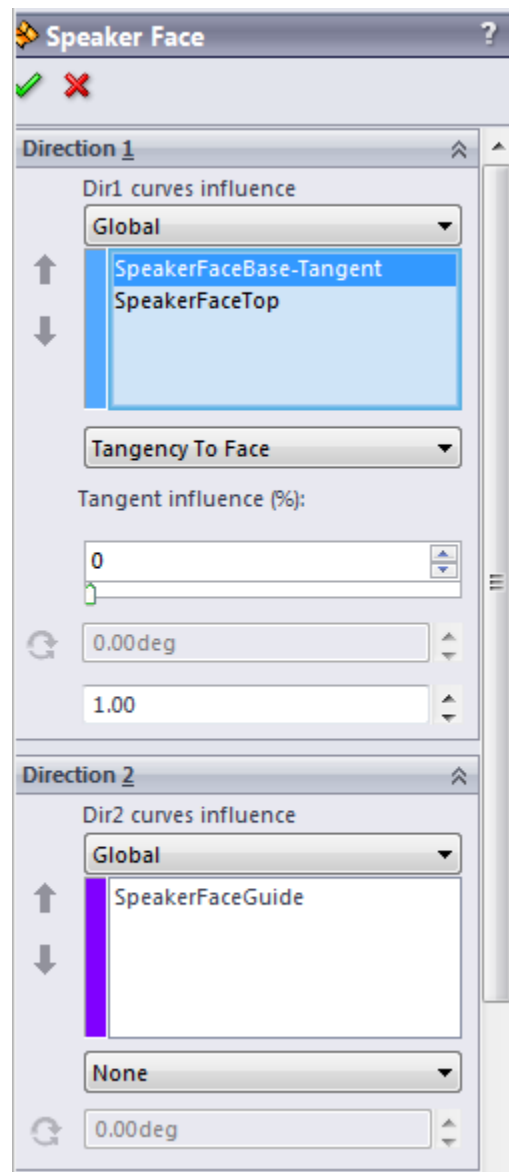 Speaker Face
?
Direction 1
Dir1 curves influence
Global
SpeakerFaceBase-Tangent
SpeakerFaceTop
Tangency To Face
Tangent influence (%):
0
0.00deg
1.00
Direction 2
Dir2 curves influence
Global
SpeakerFaceGuide
None
0.00deg